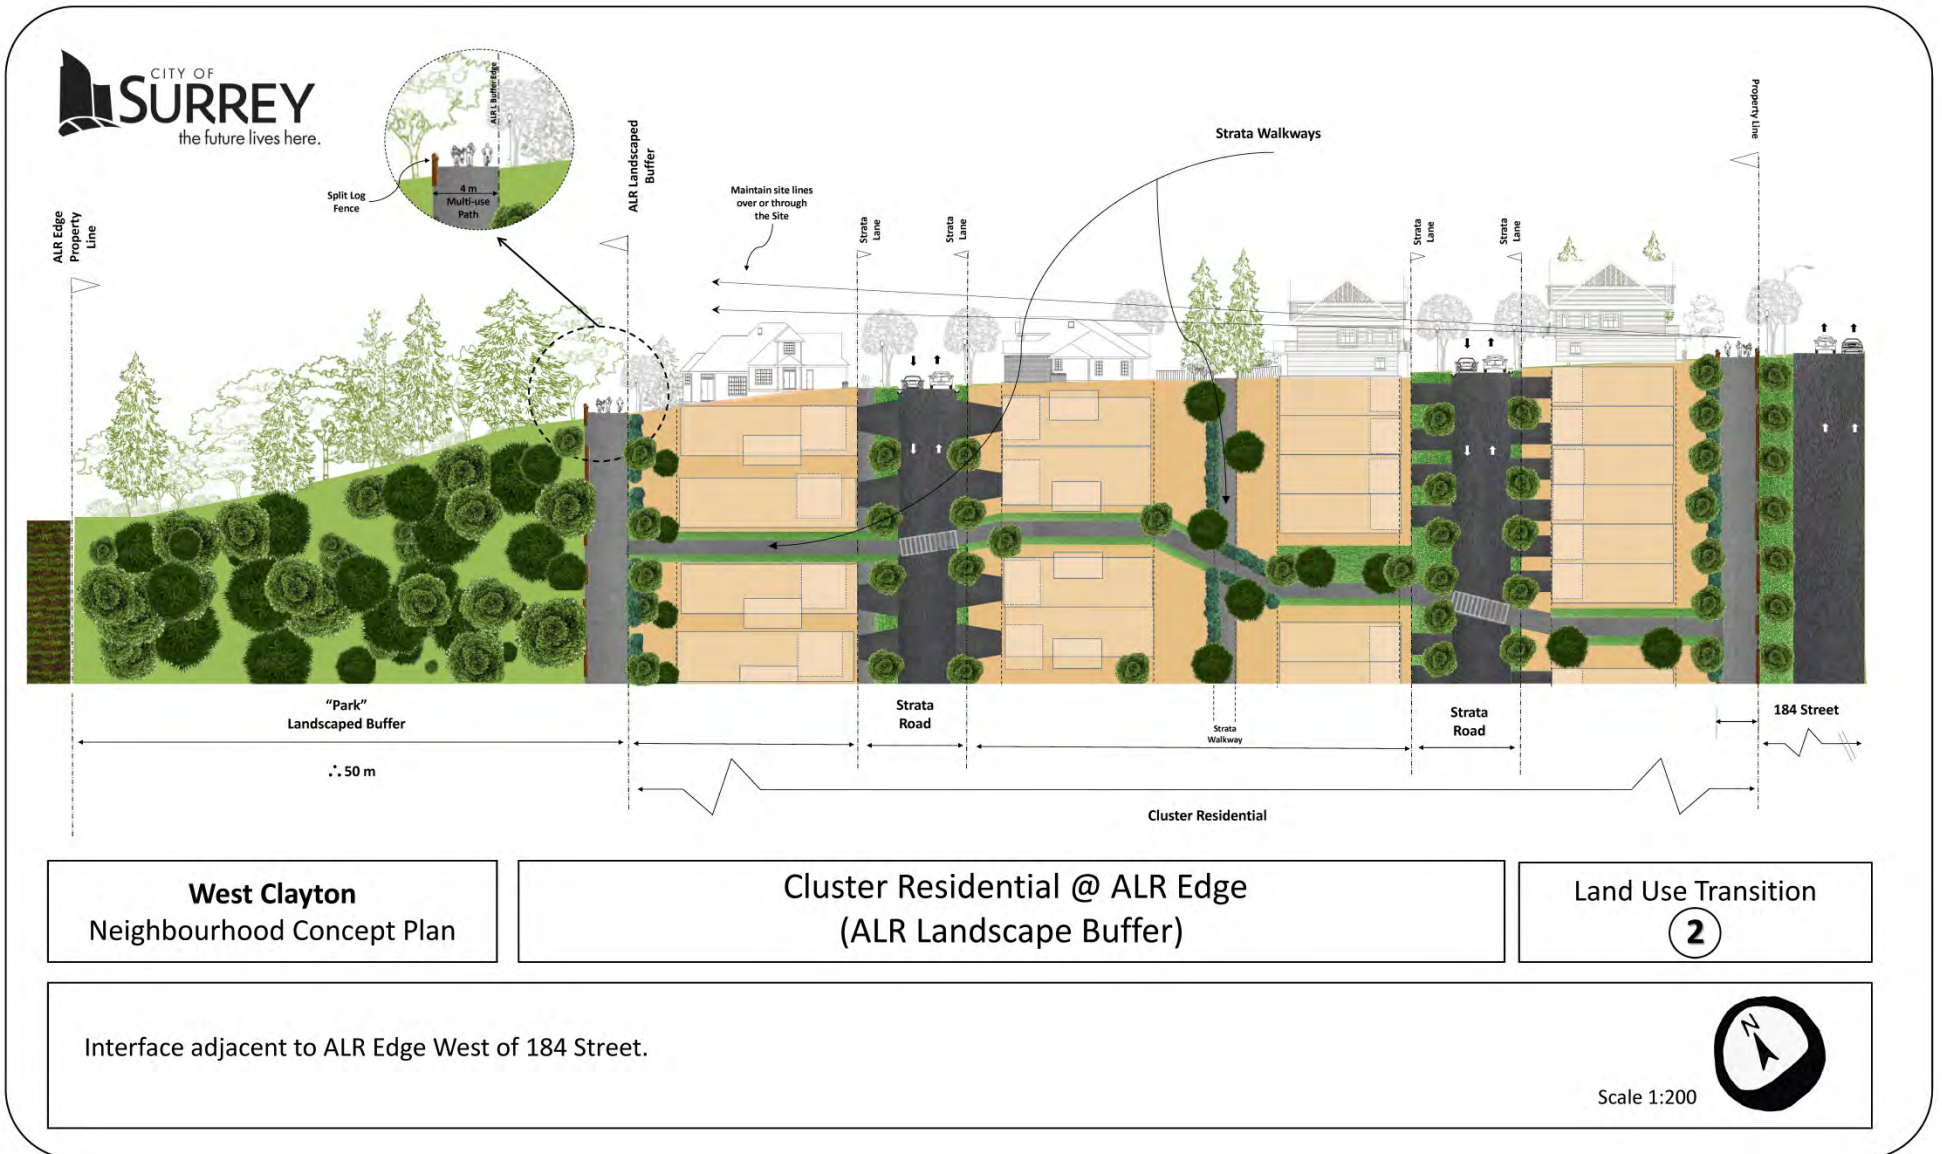 CITY OF
SURREY
the future lives here.
ALR Edge
Property
Line
Split Log
Fence
ALR L Buffer Edge
4 m
Multi-use
Path
ALR Landscaped
Buffer
Maintain site lines
over or through
the Site
Strata
Lane
Strata
Lane
Strata Walkways
Strata
Lane
Strata
Lane
Property Line
"Park"
Landscaped Buffer
∴ 50 m
Strata
Road
Strata
Walkway
Strata
Road
184 Street
Cluster Residential
West Clayton
Neighbourhood Concept Plan
Cluster Residential @ ALR Edge
(ALR Landscape Buffer)
Land Use Transition
2
Interface adjacent to ALR Edge West of 184 Street.
N
Scale 1:200